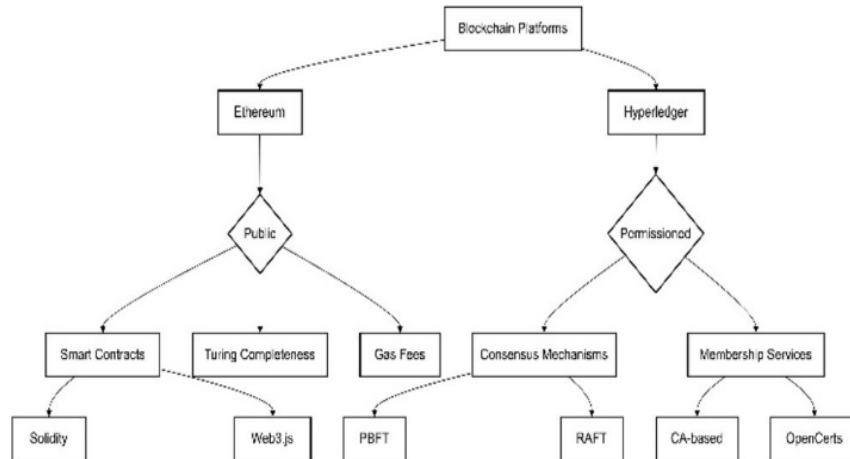 Blockchain Platforms
Ethereum
Hyperledger
Public
Permissioned
Smart Contracts
Turing Completeness
Gas Fees
Consensus Mechanisms
Membership Services
Solidity
Web3.js
PBFT
RAFT
CA-based
OpenCerts